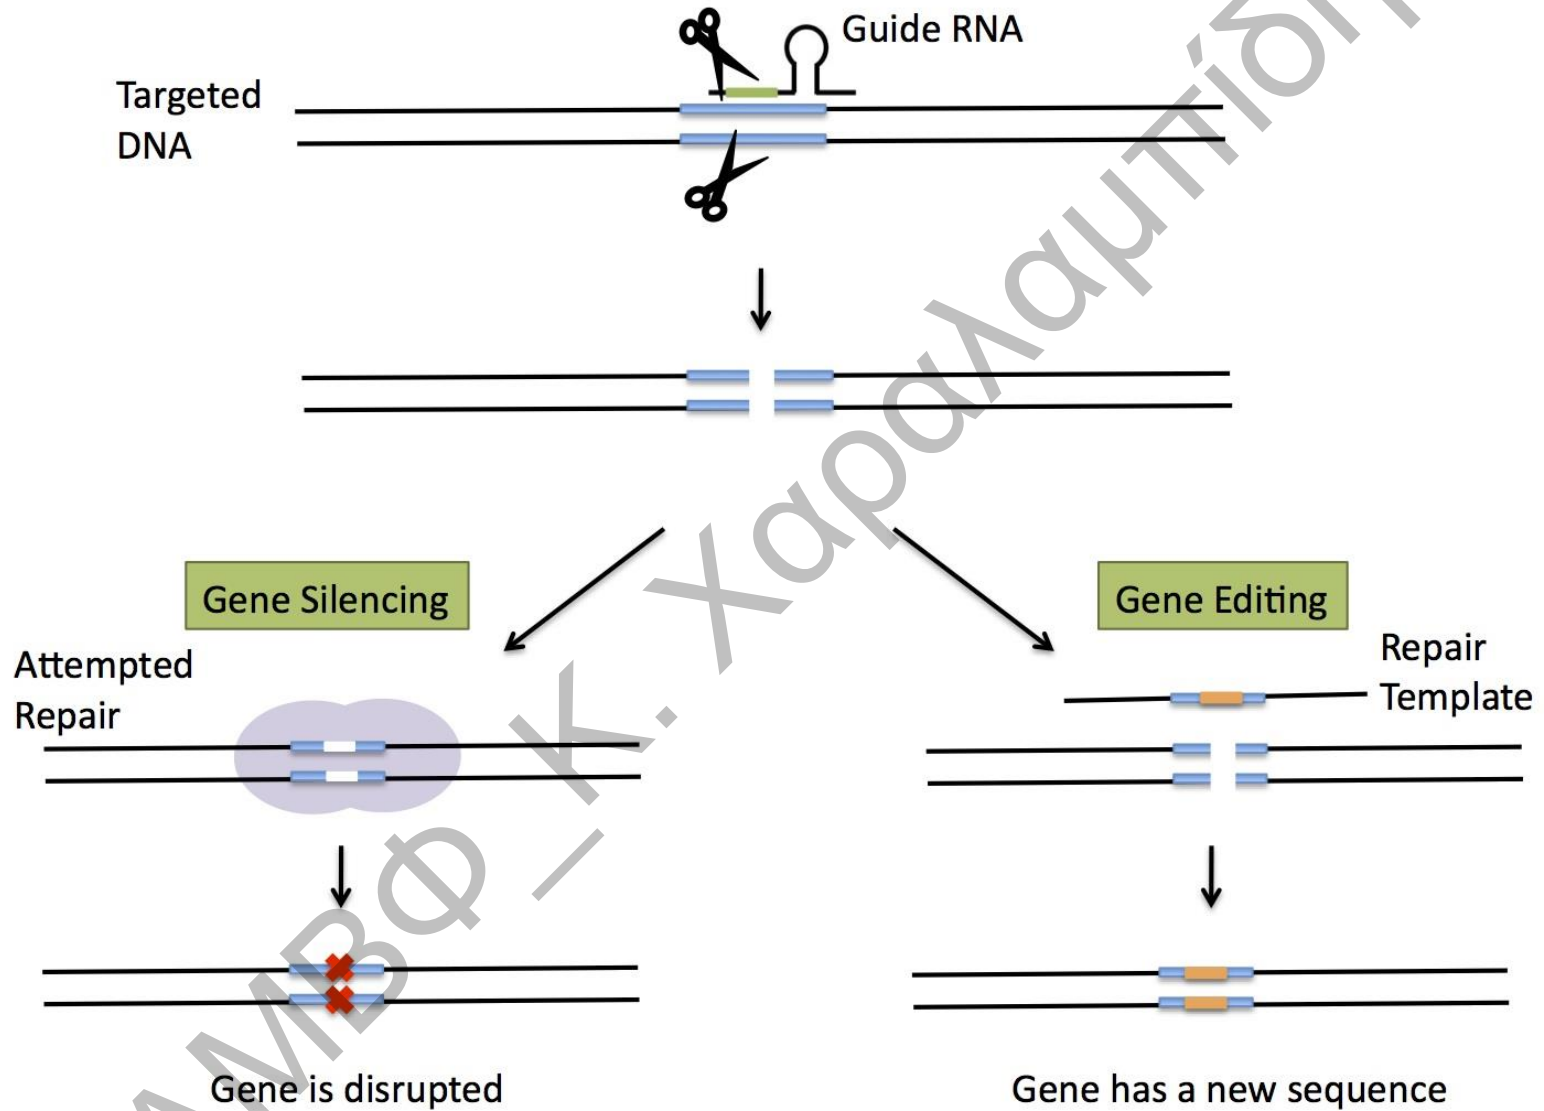 Guide RNA
Targeted
DNA
Gene Silencing
Gene Editing
Attempted
Repair
Repair
Template
Gene is disrupted
Gene has a new sequence
ΜΒΦ_Κ. Χαραλαμπίδη